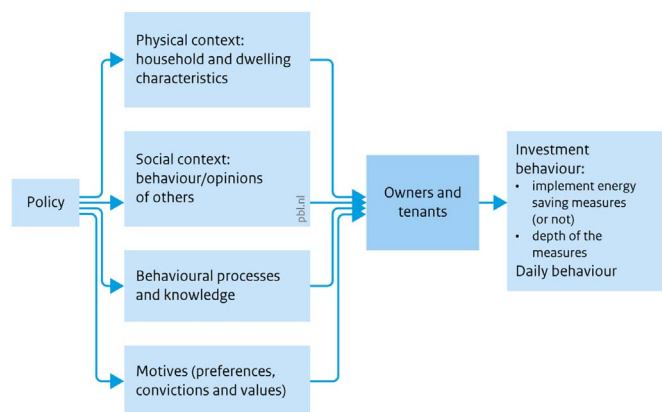 Policy
Physical context:
household and dwelling
characteristics
Social context:
behaviour/opinions
of others
pbl.nl
Behavioural processes
and knowledge
Motives (preferences,
convictions and values)
Owners and
tenants
Investment
behaviour:
• implement energy
saving measures
(or not)
• depth of the
measures
Daily behaviour